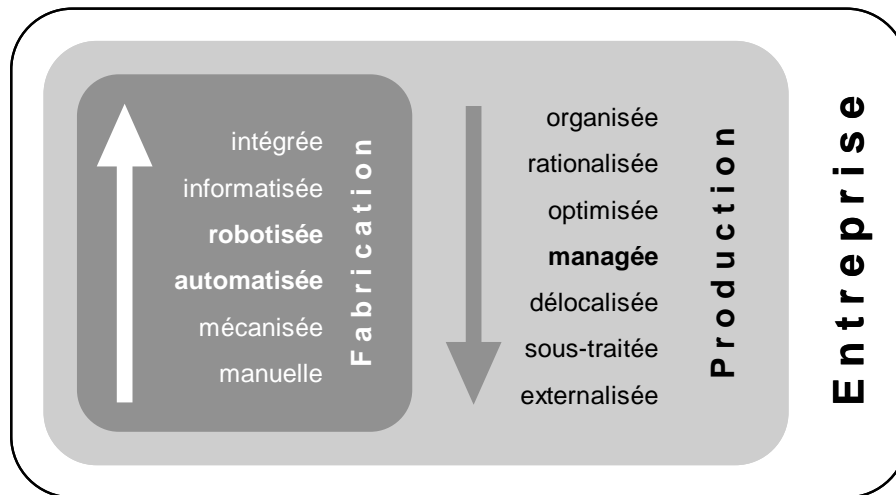 intégrée
informatisée
robotisée
automatisée
mécanisée
manuelle
Fabrication
organisée
rationalisée
optimisée
managée
délocalisée
sous-traitée
externalisée
Production
Entreprise